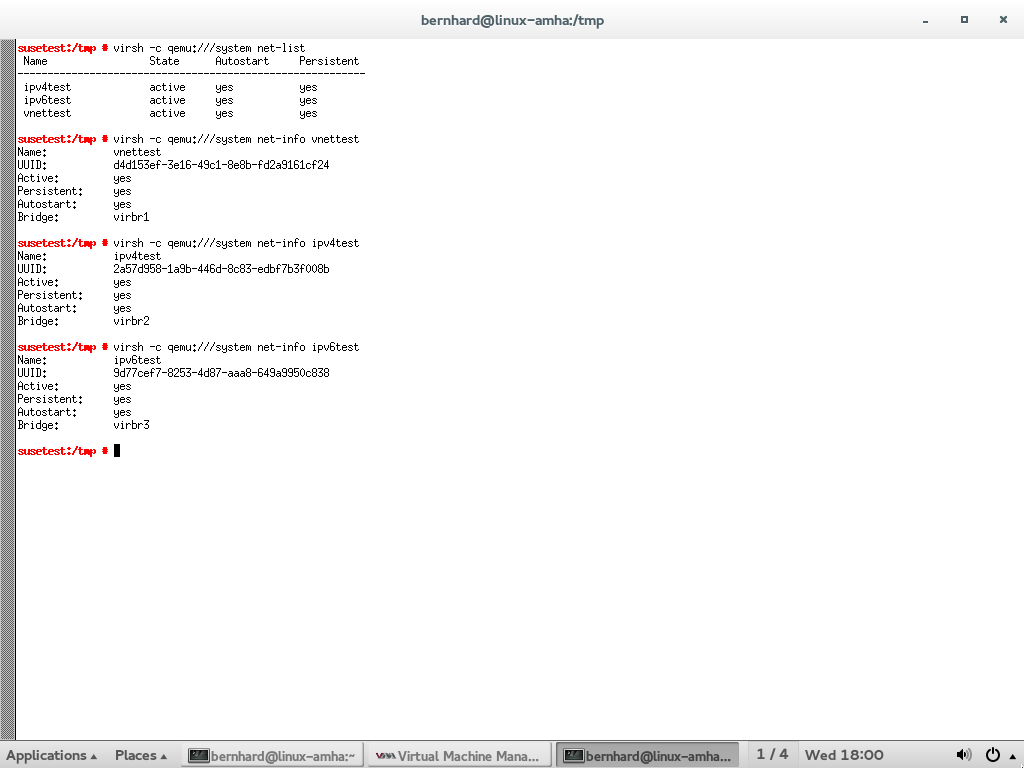 bernhard@linux-amha:/tmp
susetest:/tmp # virsh -c qemu:///system net-list
Name State Autostart Persistent
----------------------------------------------------------
ipv4test active yes yes
ipv6test active yes yes
vnettest active yes yes
susetest:/tmp # virsh -c qemu:///system net-info vnettest
Name: vnettest
UUID: d4d153ef-3e16-49c1-8e8b-fd2a9161cf24
Active: yes
Persistent: yes
Autostart: yes
Bridge: virbr1
susetest:/tmp # virsh -c qemu:///system net-info ipv4test
Name: ipv4test
UUID: 2a57d958-1a9b-446d-8c83-edbf7b3f008b
Active: yes
Persistent: yes
Autostart: yes
Bridge: virbr2
susetest:/tmp # virsh -c qemu:///system net-info ipv6test
Name: ipv6test
UUID: 9d77cef7-8253-4d87-aaa8-649a9950c838
Active: yes
Persistent: yes
Autostart: yes
Bridge: virbr3
susetest:/tmp #
Applications Places bernhard@linux-amha:~ Virtual Machine Mana... bernhard@linux-amha... 1 / 4 Wed 18:00